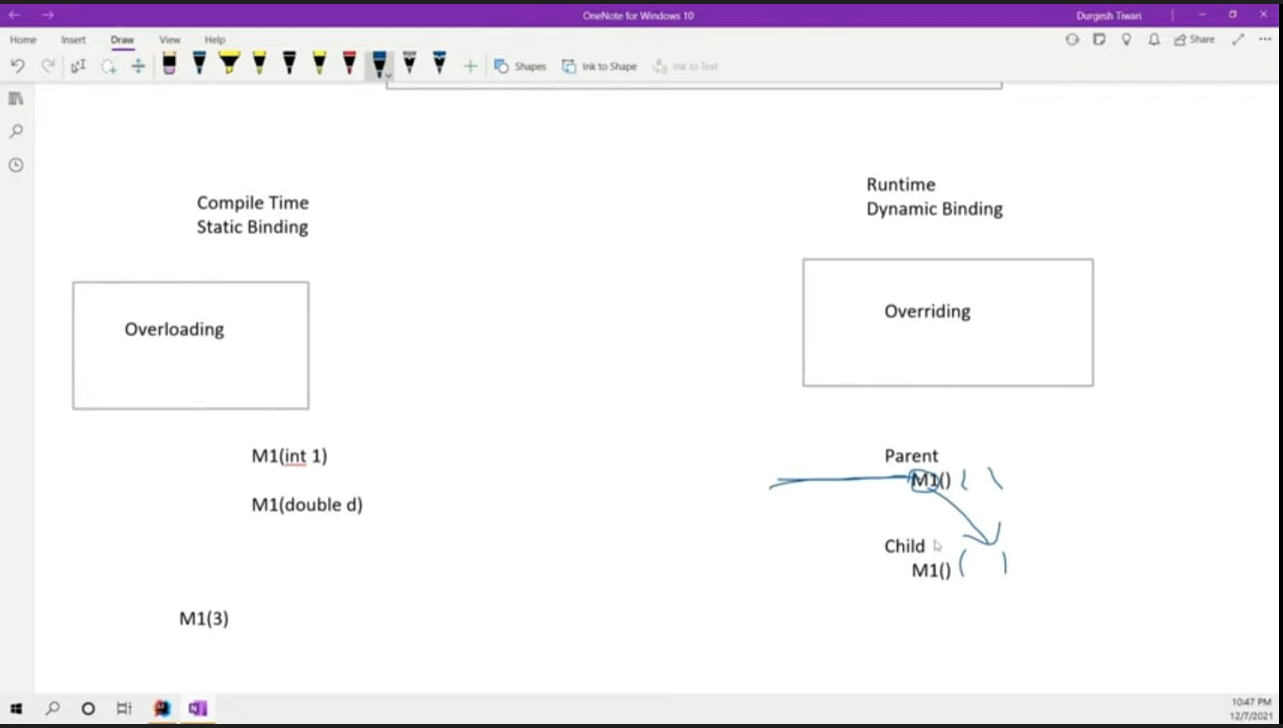 OneNote for Windows 10
Durgesh Tiwari
Home Insert Draw View Help
Share
Shapes
Ink to Shape
Ink to Text
Compile Time
Static Binding
Overloading
M1(int 1)
M1(double d)
M1(3)
Runtime
Dynamic Binding
Overriding
Parent
M1()
Child
M1()
10:47 PM
12/7/2021